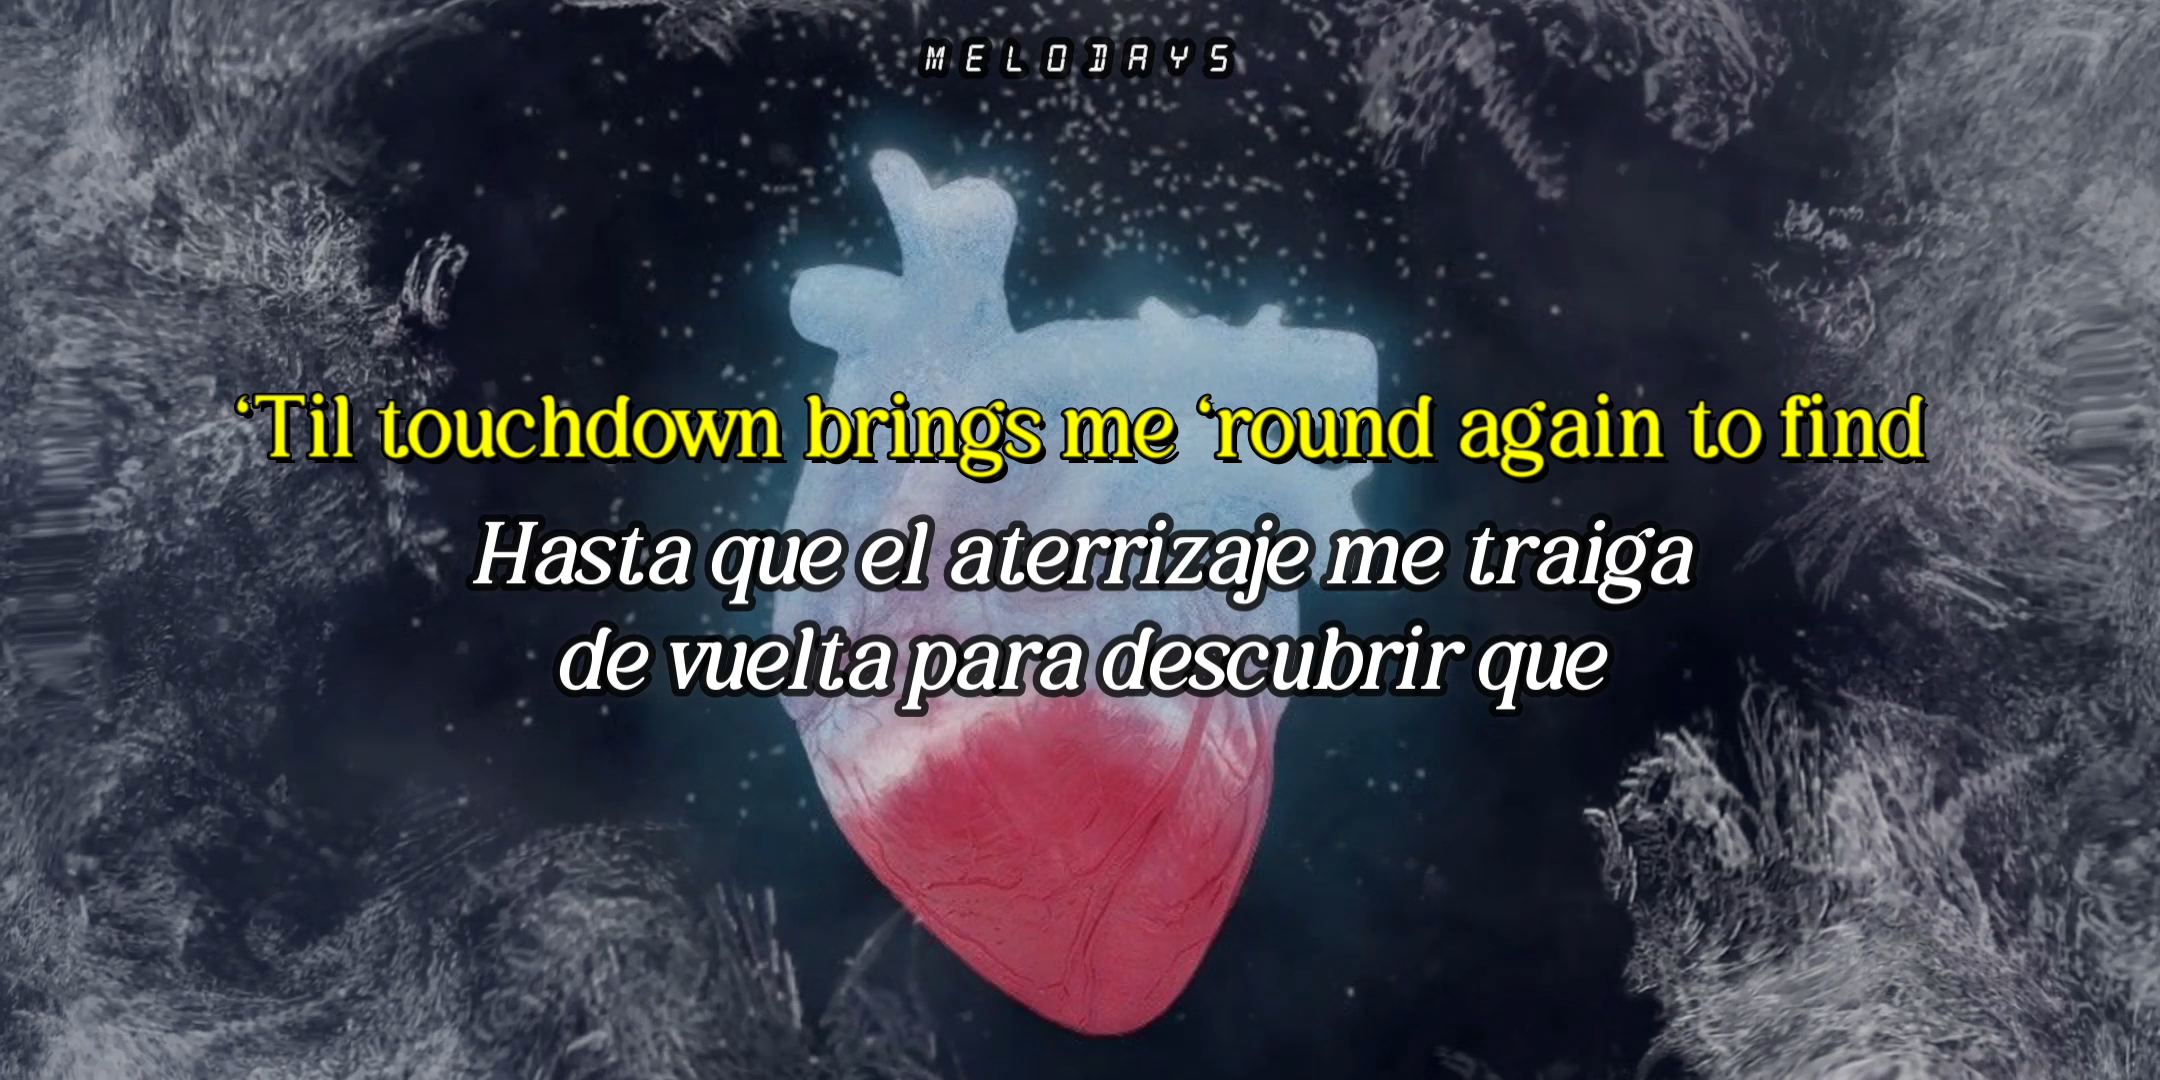 MELODAYS
‘Til touchdown brings me ‘round again to find
Hasta que el aterrizaje me traiga
de vuelta para descubrir que